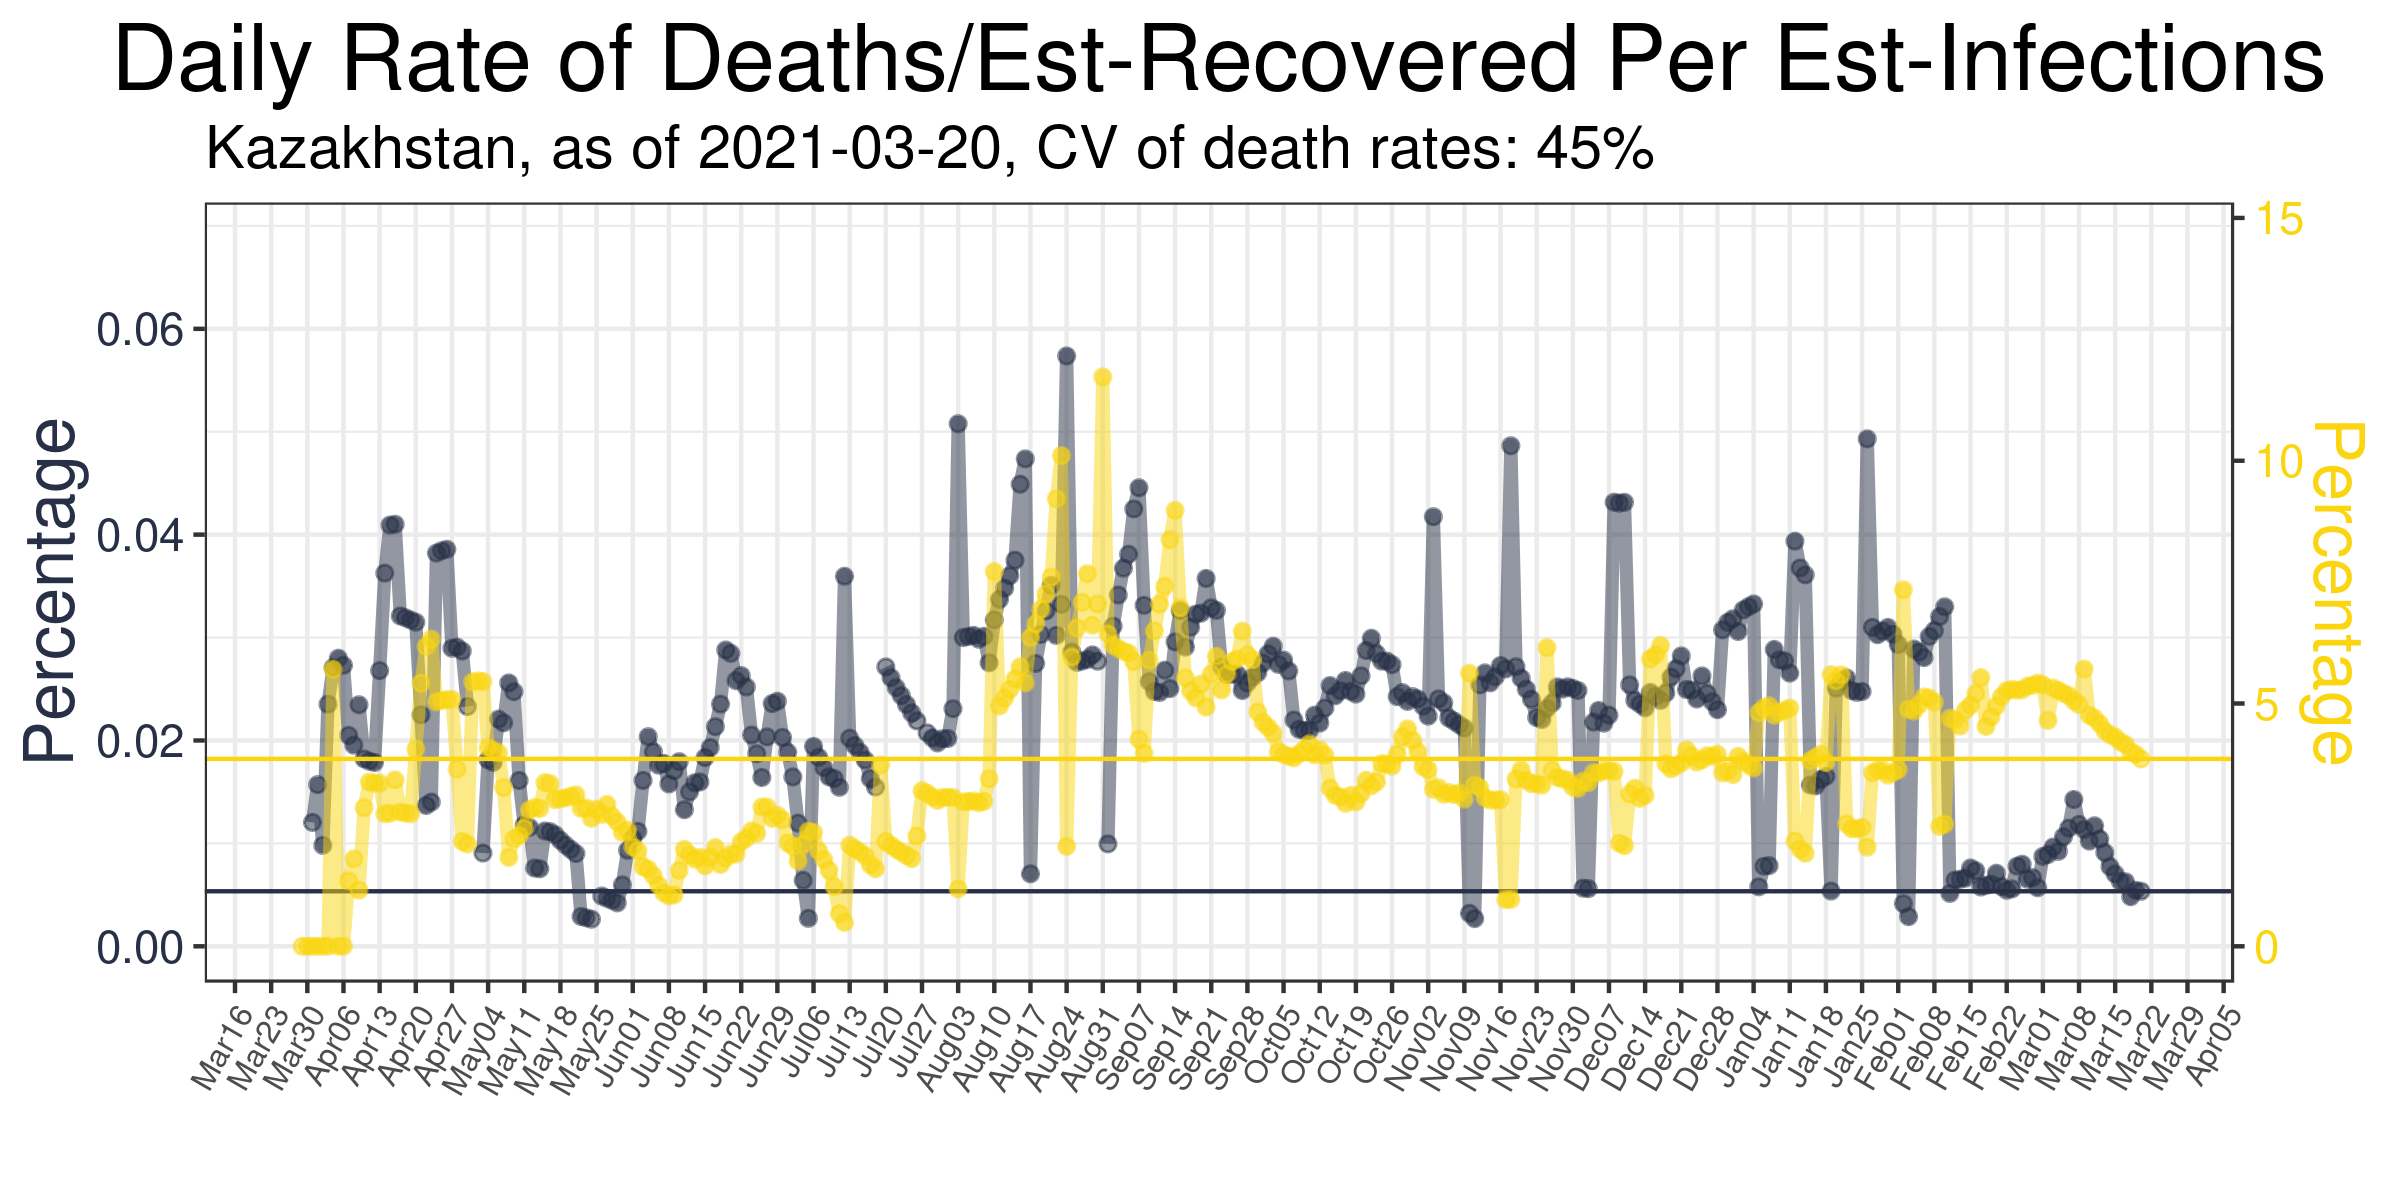 Daily Rate of Deaths/Est-Recovered Per Est-Infections
Kazakhstan, as of 2021-03-20, CV of death rates: 45%
Percentage
0.06
0.04
0.02
0.00
15
10
5
0
Percentage
Mar16
Mar23
Mar30
Apr06
Apr13
Apr20
Apr27
May04
May11
May18
May25
Jun01
Jun08
Jun15
Jun22
Jun29
Jul06
Jul13
Jul20
Jul27
Aug03
Aug10
Aug17
Aug24
Aug31
Sep07
Sep14
Sep21
Sep28
Oct05
Oct12
Oct19
Oct26
Nov02
Nov09
Nov16
Nov23
Nov30
Dec07
Dec14
Dec21
Dec28
Dec04
Jan11
Jan18
Jan25
Jan01
Feb08
Feb08
Feb15
Feb22
Mar01
Mar08
Mar15
Mar22
Mar29
Apr05